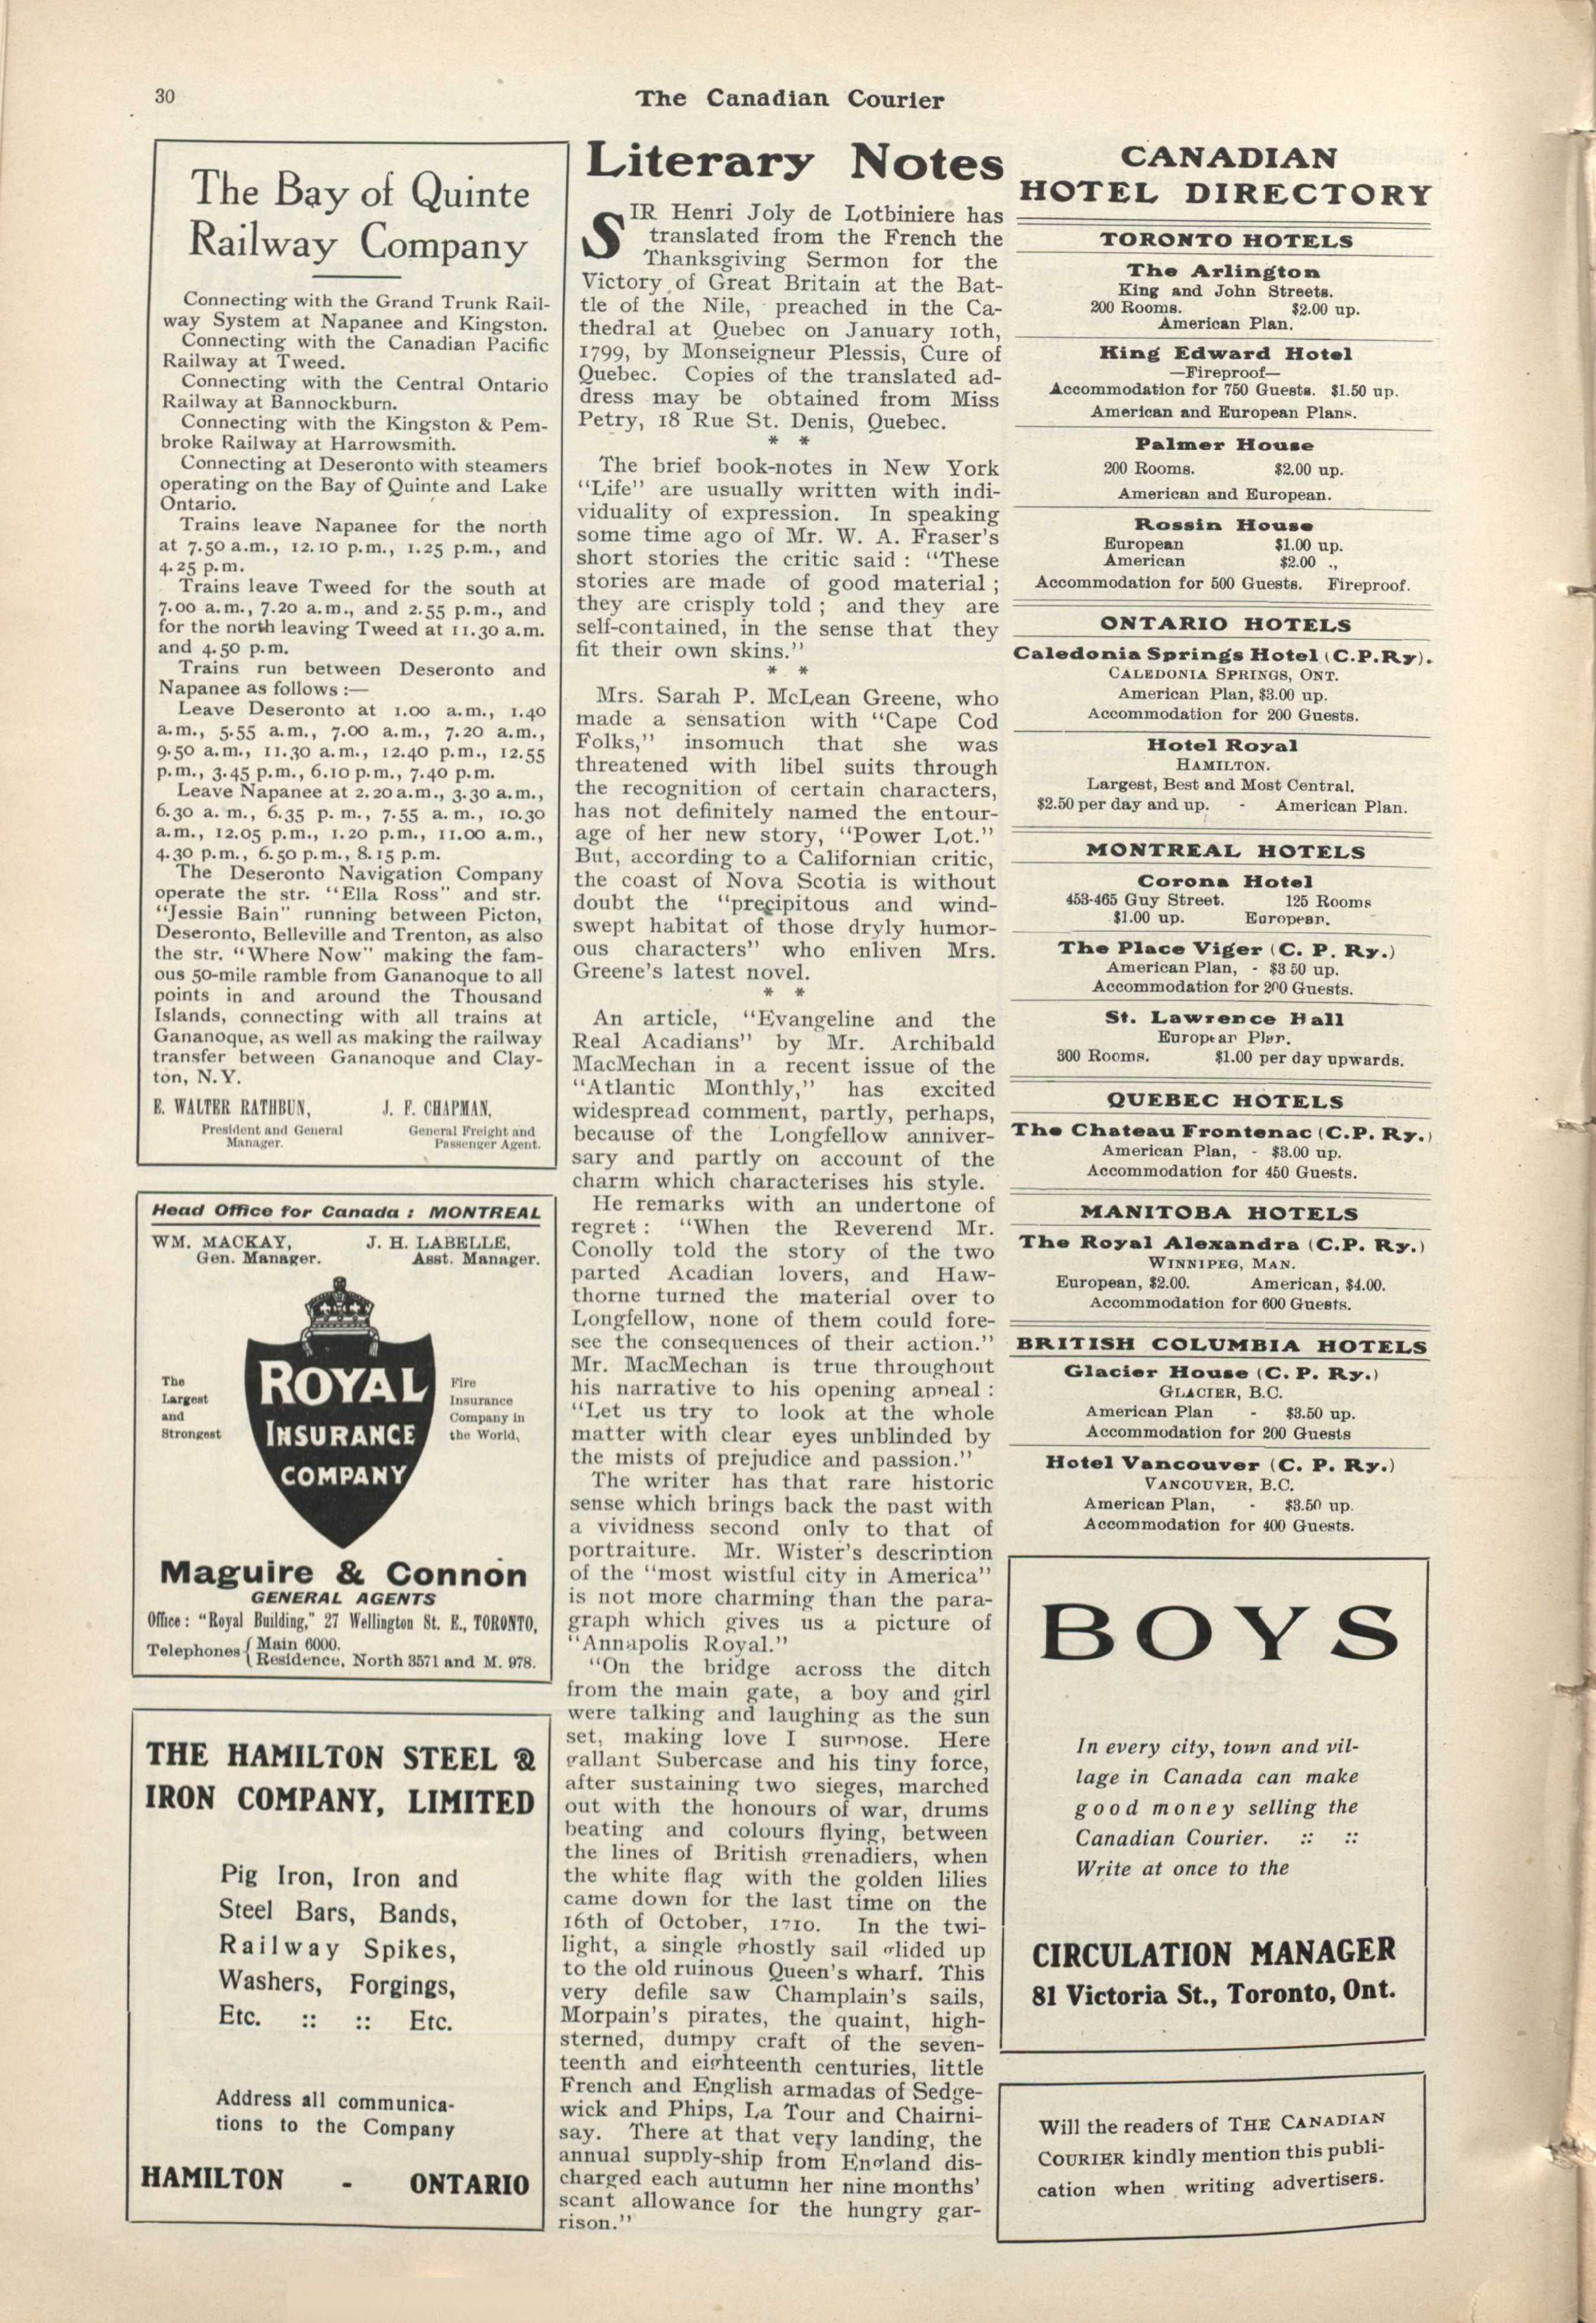 30
The Canadian Courier
The Bay of Quinte
Railway Company
Connecting with the Grand Trunk Rail-
way System at Napanee and Kingston.
Connecting with the Canadian Pacific
Railway at Tweed.
Connecting with the Central Ontario
Railway at Bannockburn.
Connecting with the Kingston & Pem-
broke Railway at Harrowsmith.
Connecting at Deseronto with steamers
operating on the Bay of Quinte and Lake
Ontario.
Trains leave Napanee for the north
at 7.50 a.m., 12.10 p.m., 1.25 p.m., and
4.25 p.m.
Trains leave Tweed for the south at
7.00 a.m., 7.20 a.m., and 2.55 p.m., and
for the north leaving Tweed at 11.30 a.m.
and 4.50 p.m.
Trains run between Deseronto and
Napanee as follows :—
Leave Deseronto at 1.00 a.m., 1.40
a.m., 5.55 a.m., 7.00 a.m., 7.20 a.m.,
9.50 a.m., 11.30 a.m., 12.40 p.m., 12.55
p.m., 3.45 p.m., 6.10 p.m., 7.40 p.m.
Leave Napanee at 2.20 a.m., 3.30 a.m.,
6.30 a. m., 6.35 p. m., 7.55 a. m., 10.30
a.m., 12.05 p.m., 1.20 p.m., 11.00 a.m.,
4.30 p.m., 6.50 p.m., 8.15 p.m.
The Deseronto Navigation Company
operate the str. "Ella Ross" and str.
"Jessie Bain" running between Picton,
Deseronto, Belleville and Trenton, as also
the str. "Where Now" making the fam-
ous 50-mile ramble from Gananoque to all
points in and around the Thousand
Islands, connecting with all trains at
Gananoque, as well as making the railway
transfer between Gananoque and Clay-
ton, N.Y.
E. WALTER RATHBUN, J. F. CHAPMAN,
President and General General Freight and
Manager. Passenger Agent.
Head Office for Canada : MONTREAL
WM. MACKAY, J. H. LABELLE,
Gen. Manager. Asst. Manager.
The
Largest
and
Strongest
ROYAL
INSURANCE
COMPANY
Fire
Insurance
Company in
the World,
Maguire & Connon
GENERAL AGENTS
Office : "Royal Building," 27 Wellington St. E., TORONTO,
Telephones { Main 6000.
Residence, North 3571 and M. 978.
THE HAMILTON STEEL &
IRON COMPANY, LIMITED
Pig Iron, Iron and
Steel Bars, Bands,
Railway Spikes,
Washers, Forgings,
Etc. :: :: Etc.
Address all communica-
tions to the Company
HAMILTON - ONTARIO
Literary Notes
SIR Henri Joly de Lotbiniere has
translated from the French the
Thanksgiving Sermon for the
Victory of Great Britain at the Bat-
tle of the Nile, preached in the Ca-
thedral at Quebec on January 10th,
1799, by Monseigneur Plessis, Cure of
Quebec. Copies of the translated ad-
dress may be obtained from Miss
Petry, 18 Rue St. Denis, Quebec.
* *
The brief book-notes in New York
"Life" are usually written with indi-
viduality of expression. In speaking
some time ago of Mr. W. A. Fraser's
short stories the critic said : "These
stories are made of good material ;
they are crisply told ; and they are
self-contained, in the sense that they
fit their own skins."
* *
Mrs. Sarah P. McLean Greene, who
made a sensation with "Cape Cod
Folks," insomuch that she was
threatened with libel suits through
the recognition of certain characters,
has not definitely named the entour-
age of her new story, "Power Lot."
But, according to a Californian critic,
the coast of Nova Scotia is without
doubt the "precipitous and wind-
swept habitat of those dryly humor-
ous characters" who enliven Mrs.
Greene's latest novel.
* *
An article, "Evangeline and the
Real Acadians" by Mr. Archibald
MacMechan in a recent issue of the
"Atlantic Monthly," has excited
widespread comment, partly, perhaps,
because of the Longfellow anniver-
sary and partly on account of the
charm which characterises his style.
He remarks with an undertone of
regret : "When the Reverend Mr.
Conolly told the story of the two
parted Acadian lovers, and Haw-
thorne turned the material over to
Longfellow, none of them could fore-
see the consequences of their action."
Mr. MacMechan is true throughout
his narrative to his opening appeal :
"Let us try to look at the whole
matter with clear eyes unblinded by
the mists of prejudice and passion."
The writer has that rare historic
sense which brings back the past with
a vividness second only to that of
portraiture. Mr. Wister's description
of the "most wistful city in America"
is not more charming than the para-
graph which gives us a picture of
"Annapolis Royal."
"On the bridge across the ditch
from the main gate, a boy and girl
were talking and laughing as the sun
set, making love I suppose. Here
gallant Subercase and his tiny force,
after sustaining two sieges, marched
out with the honours of war, drums
beating and colours flying, between
the lines of British grenadiers, when
the white flag with the golden lilies
came down for the last time on the
16th of October, 1710. In the twi-
light, a single ghostly sail glided up
to the old ruinous Queen's wharf. This
very defile saw Champlain's sails,
Morpain's pirates, the quaint, high-
sterned, dumpy craft of the seven-
teenth and eighteenth centuries, little
French and English armadas of Sedge-
wick and Phips, La Tour and Chairni-
say. There at that very landing, the
annual supply-ship from England dis-
charged each autumn her nine months'
scant allowance for the hungry gar-
rison."
CANADIAN
HOTEL DIRECTORY
TORONTO HOTELS
The Arlington
King and John Streets.
200 Rooms. $2.00 up.
American Plan.
King Edward Hotel
—Fireproof—
Accommodation for 750 Guests. $1.50 up.
American and European Plans.
Palmer House
200 Rooms. $2.00 up.
American and European.
Rossin House
European $1.00 up.
American $2.00 .,
Accommodation for 500 Guests. Fireproof.
ONTARIO HOTELS
Caledonia Springs Hotel (C.P.Ry).
CALEDONIA SPRINGS, ONT.
American Plan, $3.00 up.
Accommodation for 200 Guests.
Hotel Royal
HAMILTON.
Largest, Best and Most Central.
$2.50 per day and up. - American Plan.
MONTREAL HOTELS
Corona Hotel
453-465 Guy Street. 125 Rooms
$1.00 up. European.
The Place Viger (C. P. Ry.)
American Plan, - $3.50 up.
Accommodation for 200 Guests.
St. Lawrence Hall
European Plan.
300 Rooms. $1.00 per day upwards.
QUEBEC HOTELS
The Chateau Frontenac (C.P. Ry.)
American Plan, - $3.00 up.
Accommodation for 450 Guests.
MANITOBA HOTELS
The Royal Alexandra (C.P. Ry.)
WINNIPEG, MAN.
European, $2.00. American, $4.00.
Accommodation for 600 Guests.
BRITISH COLUMBIA HOTELS
Glacier House (C. P. Ry.)
GLACIER, B.C.
American Plan - $3.50 up.
Accommodation for 200 Guests
Hotel Vancouver (C. P. Ry.)
VANCOUVER, B.C.
American Plan, - $3.50 up.
Accommodation for 400 Guests.
BOYS
In every city, town and vil-
lage in Canada can make
good money selling the
Canadian Courier. :: ::
Write at once to the
CIRCULATION MANAGER
81 Victoria St., Toronto, Ont.
Will the readers of THE CANADIAN
COURIER kindly mention this publi-
cation when writing advertisers.